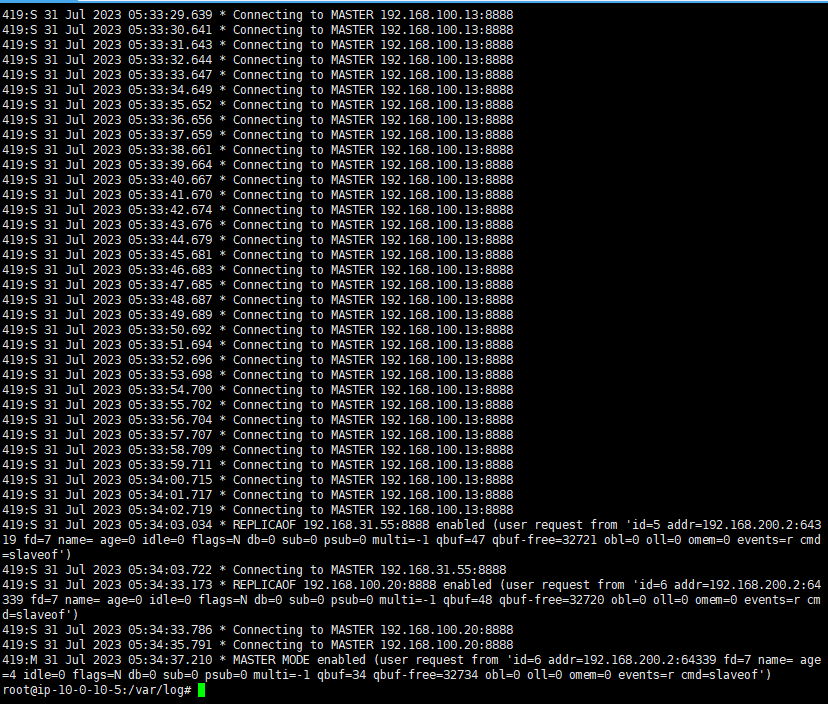 419:S 31 Jul 2023 05:33:29.639 * Connecting to MASTER 192.168.100.13:8888
419:S 31 Jul 2023 05:33:30.641 * Connecting to MASTER 192.168.100.13:8888
419:S 31 Jul 2023 05:33:31.643 * Connecting to MASTER 192.168.100.13:8888
419:S 31 Jul 2023 05:33:32.644 * Connecting to MASTER 192.168.100.13:8888
419:S 31 Jul 2023 05:33:33.647 * Connecting to MASTER 192.168.100.13:8888
419:S 31 Jul 2023 05:33:34.649 * Connecting to MASTER 192.168.100.13:8888
419:S 31 Jul 2023 05:33:35.652 * Connecting to MASTER 192.168.100.13:8888
419:S 31 Jul 2023 05:33:36.656 * Connecting to MASTER 192.168.100.13:8888
419:S 31 Jul 2023 05:33:37.659 * Connecting to MASTER 192.168.100.13:8888
419:S 31 Jul 2023 05:33:38.661 * Connecting to MASTER 192.168.100.13:8888
419:S 31 Jul 2023 05:33:39.664 * Connecting to MASTER 192.168.100.13:8888
419:S 31 Jul 2023 05:33:40.667 * Connecting to MASTER 192.168.100.13:8888
419:S 31 Jul 2023 05:33:41.670 * Connecting to MASTER 192.168.100.13:8888
419:S 31 Jul 2023 05:33:42.674 * Connecting to MASTER 192.168.100.13:8888
419:S 31 Jul 2023 05:33:43.676 * Connecting to MASTER 192.168.100.13:8888
419:S 31 Jul 2023 05:33:44.679 * Connecting to MASTER 192.168.100.13:8888
419:S 31 Jul 2023 05:33:45.681 * Connecting to MASTER 192.168.100.13:8888
419:S 31 Jul 2023 05:33:46.683 * Connecting to MASTER 192.168.100.13:8888
419:S 31 Jul 2023 05:33:47.685 * Connecting to MASTER 192.168.100.13:8888
419:S 31 Jul 2023 05:33:48.687 * Connecting to MASTER 192.168.100.13:8888
419:S 31 Jul 2023 05:33:49.689 * Connecting to MASTER 192.168.100.13:8888
419:S 31 Jul 2023 05:33:50.692 * Connecting to MASTER 192.168.100.13:8888
419:S 31 Jul 2023 05:33:51.694 * Connecting to MASTER 192.168.100.13:8888
419:S 31 Jul 2023 05:33:52.696 * Connecting to MASTER 192.168.100.13:8888
419:S 31 Jul 2023 05:33:53.698 * Connecting to MASTER 192.168.100.13:8888
419:S 31 Jul 2023 05:33:54.700 * Connecting to MASTER 192.168.100.13:8888
419:S 31 Jul 2023 05:33:55.702 * Connecting to MASTER 192.168.100.13:8888
419:S 31 Jul 2023 05:33:56.704 * Connecting to MASTER 192.168.100.13:8888
419:S 31 Jul 2023 05:33:57.707 * Connecting to MASTER 192.168.100.13:8888
419:S 31 Jul 2023 05:33:58.709 * Connecting to MASTER 192.168.100.13:8888
419:S 31 Jul 2023 05:33:59.711 * Connecting to MASTER 192.168.100.13:8888
419:S 31 Jul 2023 05:34:00.715 * Connecting to MASTER 192.168.100.13:8888
419:S 31 Jul 2023 05:34:01.717 * Connecting to MASTER 192.168.100.13:8888
419:S 31 Jul 2023 05:34:02.719 * Connecting to MASTER 192.168.100.13:8888
419:S 31 Jul 2023 05:34:03.034 * REPLICAOF 192.168.31.55:8888 enabled (user request from 'id=5 addr=192.168.200.2:643
19 fd=7 name= age=0 idle=0 flags=N db=0 sub=0 psub=0 multi=-1 qbuf=47 qbuf-free=32721 obl=0 oll=0 omem=0 events=r cmd
=slaveof')
419:S 31 Jul 2023 05:34:03.722 * Connecting to MASTER 192.168.31.55:8888
419:S 31 Jul 2023 05:34:33.173 * REPLICAOF 192.168.100.20:8888 enabled (user request from 'id=6 addr=192.168.200.2:64
339 fd=7 name= age=0 idle=0 flags=N db=0 sub=0 psub=0 multi=-1 qbuf=48 qbuf-free=32720 obl=0 oll=0 omem=0 events=r cm
d=slaveof')
419:S 31 Jul 2023 05:34:33.786 * Connecting to MASTER 192.168.100.20:8888
419:S 31 Jul 2023 05:34:35.791 * Connecting to MASTER 192.168.100.20:8888
419:M 31 Jul 2023 05:34:37.210 * MASTER MODE enabled (user request from 'id=6 addr=192.168.200.2:64339 fd=7 name= age
=4 idle=0 flags=N db=0 sub=0 psub=0 multi=-1 qbuf=34 qbuf-free=32734 obl=0 oll=0 omem=0 events=r cmd=slaveof')
root@ip-10-0-10-5:/var/log#